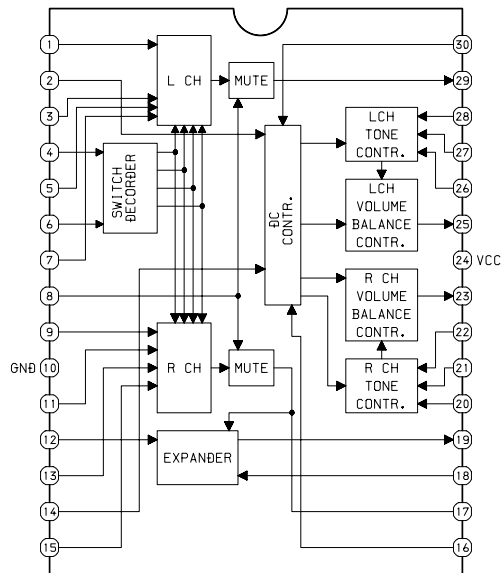 1
30
L CH
MUTE
2
29
3
LCH
TONE
CONTR.
28
4
27
5
SWITCH
DECORDER
DC
CONTR.
26
6
LCH
VOLUME
BALANCE
CONTR.
25
7
24 VCC
8
R CH
VOLUME
BALANCE
CONTR.
23
9
22
GND 10
R CH
MUTE
R CH
TONE
CONTR.
21
11
20
12
EXPANDER
19
13
18
14
17
15
16